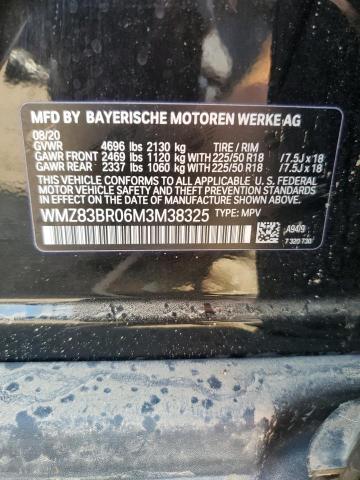 MFD BY BAYERISCHE MOTOREN WERKE AG
08/20
GVWR 4696 lbs 2130 kg TIRE / RIM
GAWR FRONT 2469 lbs 1120 kg WITH 225/50 R18 /7.5J x 18
GAWR REAR 2337 lbs 1060 kg WITH 225/50 R18 /7.5J x 18
THIS VEHICLE CONFORMS TO ALL APPLICABLE U.S. FEDERAL
MOTOR VEHICLE SAFETY AND THEFT PREVENTION STANDARDS
IN EFFECT ON THE DATE OF MANUFACTURE SHOWN ABOVE.
WMZ83BR06M3M38325 TYPE: MPV
A94/9
7 320 730